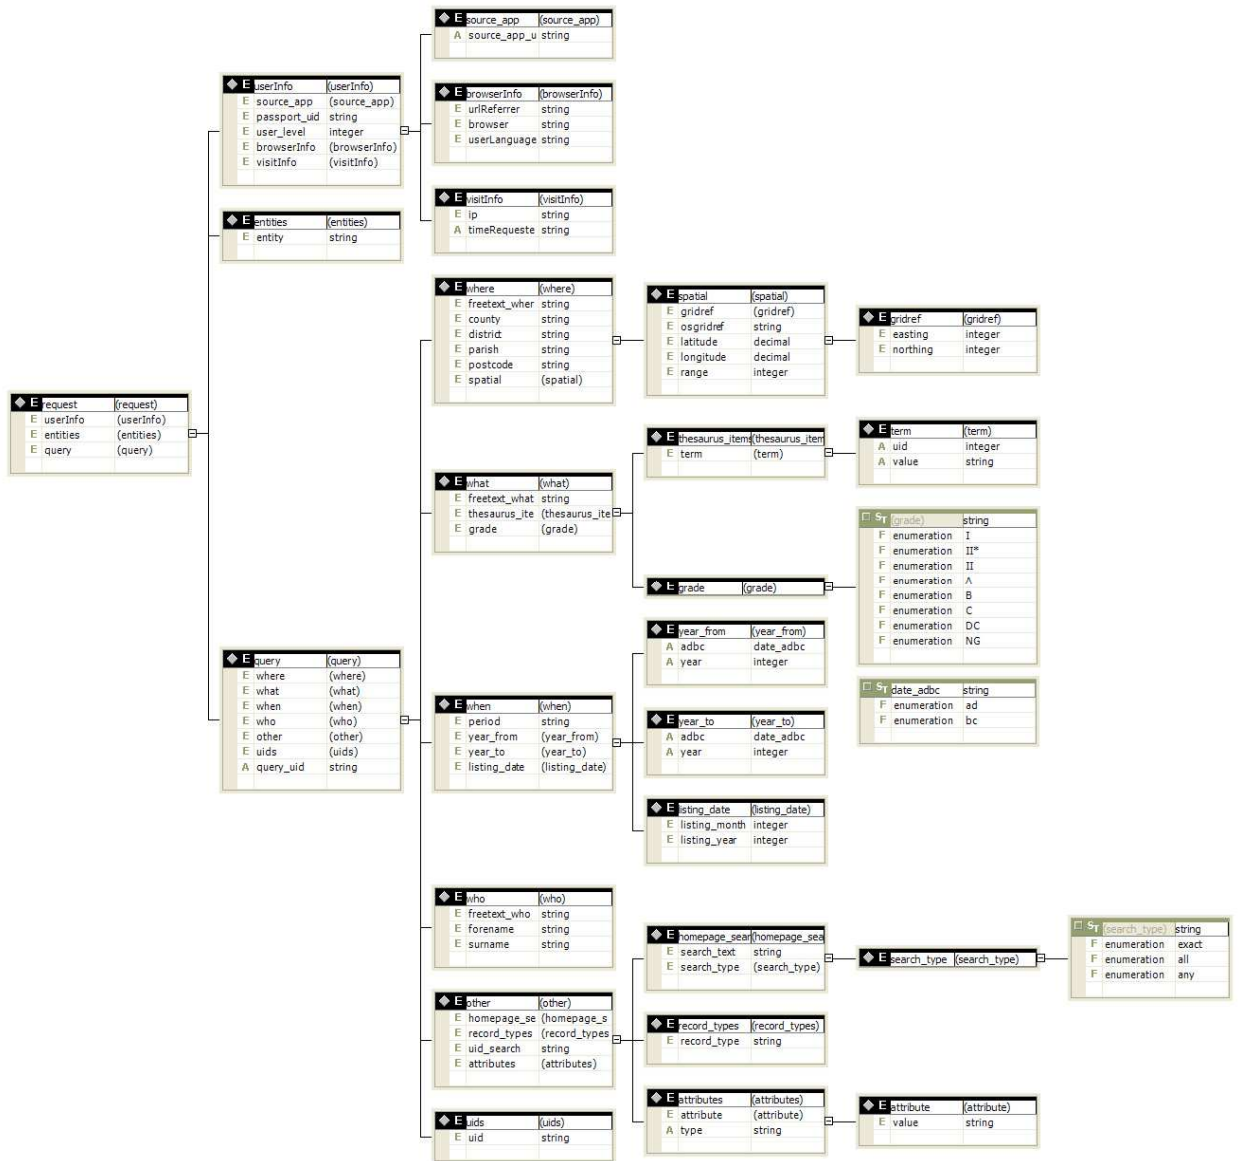 E source_app (source_app)
A source_app_u string
E userInfo (userInfo)
E source_app (source_app)
E passport_uid string
E user_level integer
E browserInfo (browserInfo)
E visitInfo (visitInfo)
E browserInfo (browserInfo)
E urlReferrer string
E browser string
E userLanguage string
E visitInfo (visitInfo)
E ip string
A timeRequeste string
E entities (entities)
E entity string
E where (where)
E freetext_wher string
E county string
E district string
E parish string
E postcode string
E spatial (spatial)
E spatial (spatial)
E gridref (gridref)
E osgridref string
E latitude decimal
E longitude decimal
E range integer
E gridref (gridref)
E easting integer
E northing integer
E request (request)
E userInfo (userInfo)
E entities (entities)
E query (query)
E thesaurus_items (thesaurus_item
E term (term)
E term (term)
A uid integer
A value string
E what (what)
E freetext_what string
E thesaurus_ite (thesaurus_ite
E grade (grade)
E grade (grade)
ST (grade) string
F enumeration I
F enumeration II*
F enumeration II
F enumeration A
F enumeration B
F enumeration C
F enumeration DC
F enumeration NG
E query (query)
E where (where)
E what (what)
E when (when)
E who (who)
E other (other)
E uids (uids)
A query_uid string
E year_from (year_from)
A adbc date_adbc
A year integer
ST date_adbc string
F enumeration ad
F enumeration bc
E when (when)
E period string
E year_from (year_from)
E year_to (year_to)
E listing_date (listing_date)
E year_to (year_to)
A adbc date_adbc
A year integer
E listing_date (listing_date)
E listing_month integer
E listing_year integer
E who (who)
E freetext_who string
E forename string
E surname string
E homepage_sear (homepage_sea
E search_text string
E search_type (search_type)
E search_type (search_type)
ST (search_type) string
F enumeration exact
F enumeration all
F enumeration any
E other (other)
E homepage_se (homepage_s
E record_types (record_types
E uid_search string
E attributes (attributes)
E record_types (record_types)
E record_type string
E attributes (attributes)
E attribute (attribute)
A type string
E attribute (attribute)
E value string
E uids (uids)
E uid string